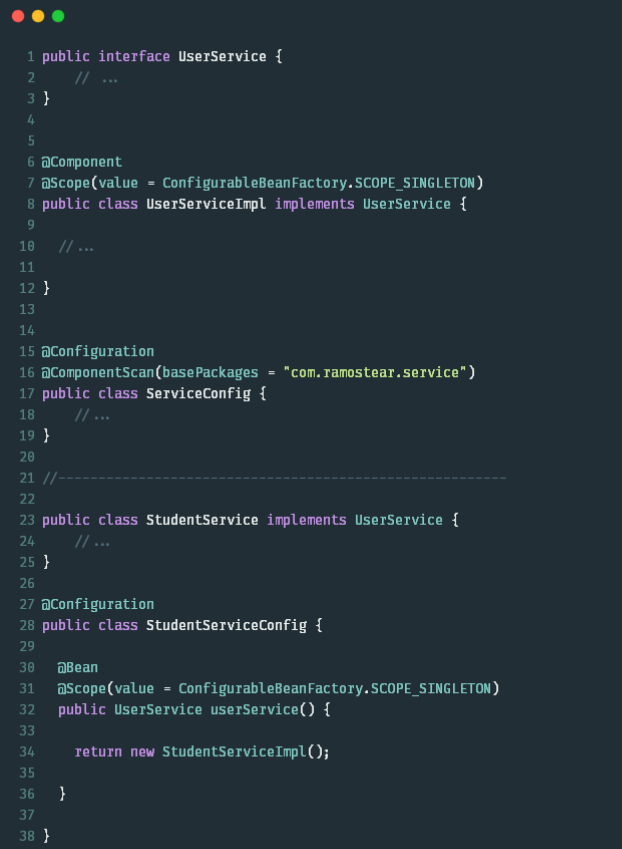 1 public interface UserService {
2 // ...
3 }
4
5
6 @Component
7 @Scope(value = ConfigurableBeanFactory.SCOPE_SINGLETON)
8 public class UserServiceImpl implements UserService {
9
10 // ...
11
12 }
13
14
15 @Configuration
16 @ComponentScan(basePackages = "com.ramostear.service")
17 public class ServiceConfig {
18 // ...
19 }
20
21 //--------------------------------------------------------
22
23 public class StudentService implements UserService {
24 // ...
25 }
26
27 @Configuration
28 public class StudentServiceConfig {
29
30 @Bean
31 @Scope(value = ConfigurableBeanFactory.SCOPE_SINGLETON)
32 public UserService userService() {
33
34 return new StudentServiceImpl();
35
36 }
37
38 }